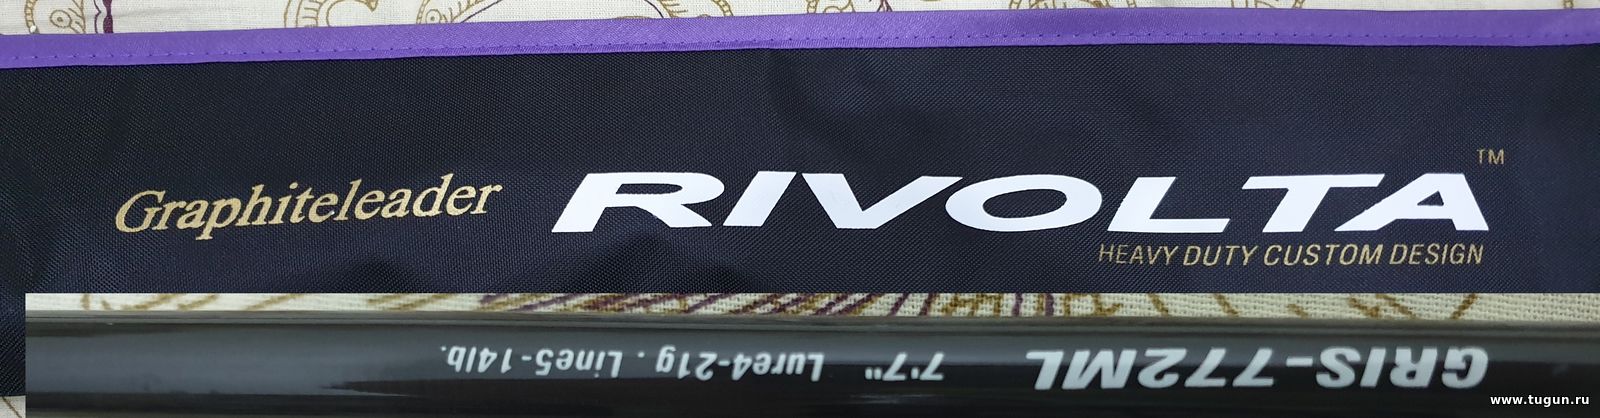 Graphiteleader RIVOLTA™
HEAVY DUTY CUSTOM DESIGN
GRIS-772ML 7'7" Lure4-21g . Line5-14lb.
www.tugun.ru